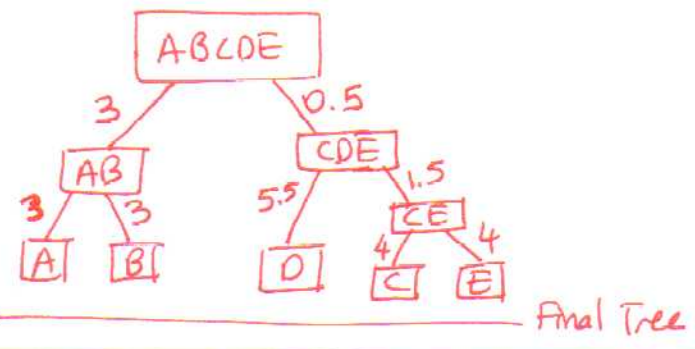 ABCDE
3 0.5
AB CDE
3 3 5.5 1.5
CE
4 4
A B D C E
Final Tree